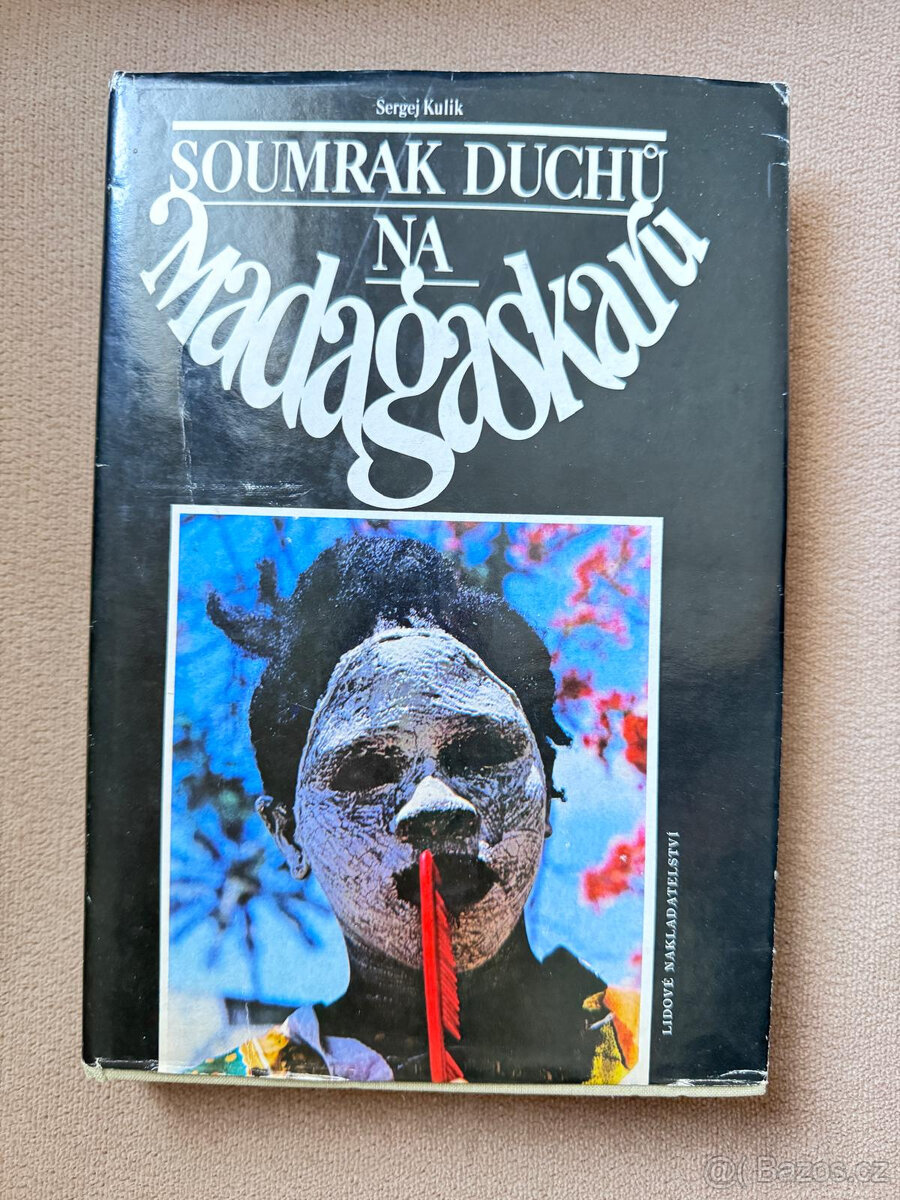 Sergej Kulik
SOUMRAK DUCHŮ
NA
Madagaskaru
LIDOVÉ NAKLADATELSTVÍ
@ Bazos.cz